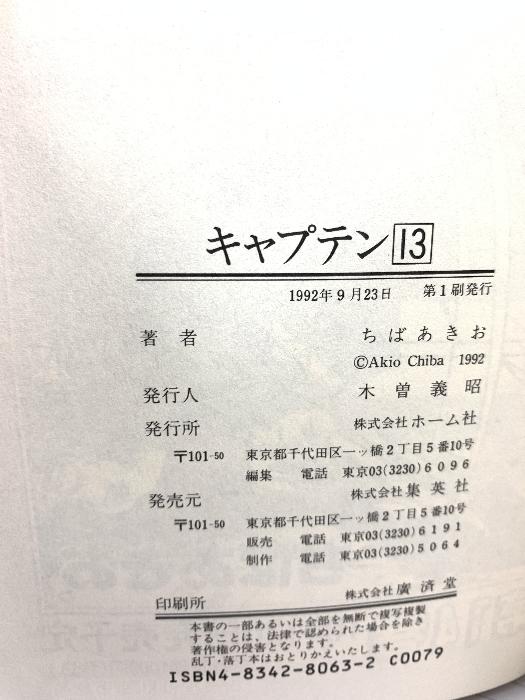 キャプテン 13
1992年9月23日 第1刷発行
著者 ちばあきお
©Akio Chiba 1992
発行人 木曽義昭
発行所 株式会社 ホーム社
〒101-50 東京都千代田区一ツ橋2丁目5番10号
編集 電話 東京03(3230)6096
発売元 株式会社 集英社
〒101-50 東京都千代田区一ツ橋2丁目5番10号
販売 電話 東京03(3230)6191
制作 電話 東京03(3230)5064
印刷所 株式会社 廣済堂
本書の一部あるいは全部を無断で複写複製
することは、法律で認められた場合を除き
著作権の侵害となります。
乱丁・落丁本はおとりかえいたします。
ISBN4-8342-8063-2 C0079